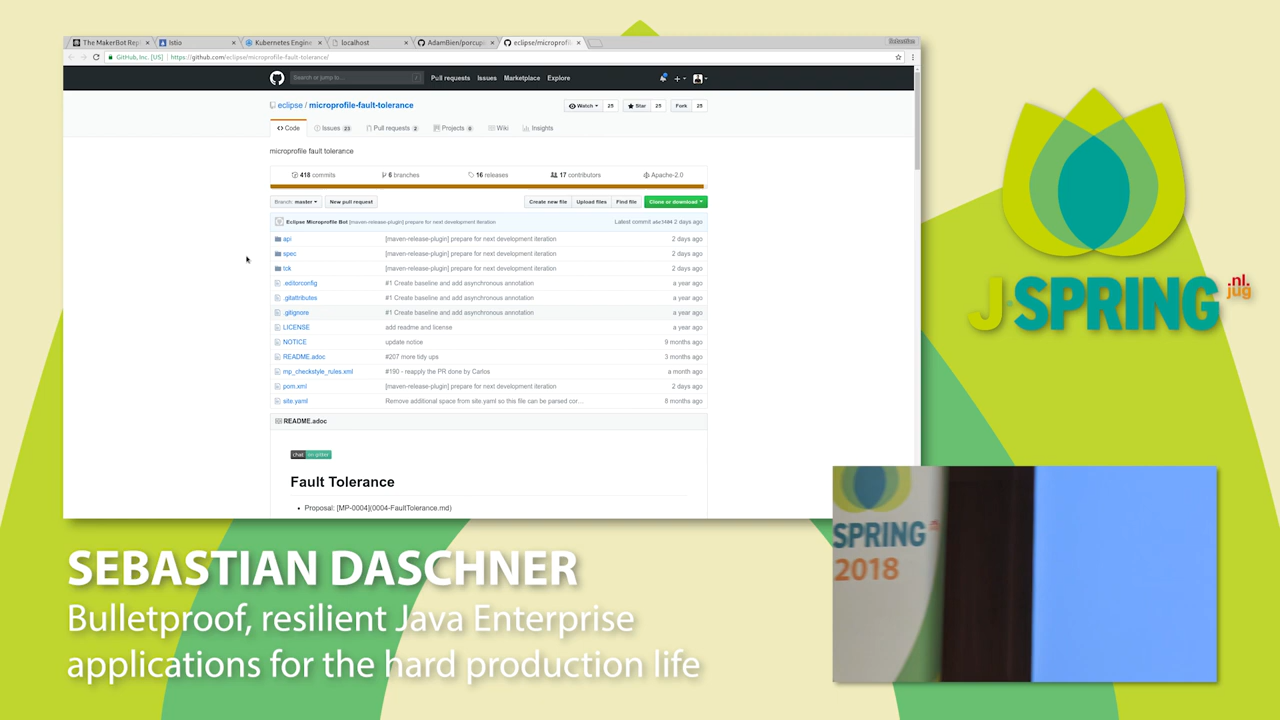 The MakerBot Rep
Istio
Kubernetes Engin
localhost
AdamBien/porcup
eclipse/microprofi
Sebastian
GitHub, Inc. [US] | https://github.com/eclipse/microprofile-fault-tolerance/
Search or jump to...
/
Pull requests
Issues
Marketplace
Explore
eclipse / microprofile-fault-tolerance
Watch 25
Star 25
Fork 25
Code
Issues 23
Pull requests 2
Projects 0
Wiki
Insights
microprofile fault tolerance
418 commits
6 branches
16 releases
17 contributors
Apache-2.0
Branch: master
New pull request
Create new file
Upload files
Find file
Clone or download
Eclipse Microprofile Bot [maven-release-plugin] prepare for next development iteration
Latest commit 2 days ago
api [maven-release-plugin] prepare for next development iteration 2 days ago
spec [maven-release-plugin] prepare for next development iteration 2 days ago
tck [maven-release-plugin] prepare for next development iteration 2 days ago
.editorconfig #1 Create baseline and add asynchronous annotation a year ago
.gitattributes #1 Create baseline and add asynchronous annotation a year ago
.gitignore #1 Create baseline and add asynchronous annotation a year ago
LICENSE add readme and license a year ago
NOTICE update notice 9 months ago
README.adoc #207 more tidy ups 3 months ago
mp_checkstyle_rules.xml #190 - reapply the PR done by Carlos a month ago
pom.xml [maven-release-plugin] prepare for next development iteration 2 days ago
site.yaml Remove additional space from site.yaml so this file can be parsed cor... 8 months ago
README.adoc
chat on gitter
Fault Tolerance
• Proposal: [MP-0004](0004-FaultTolerance.md)
J·SPRING
.nl.
jug
SPRING
2018
SEBASTIAN DASCHNER
Bulletproof, resilient Java Enterprise
applications for the hard production life